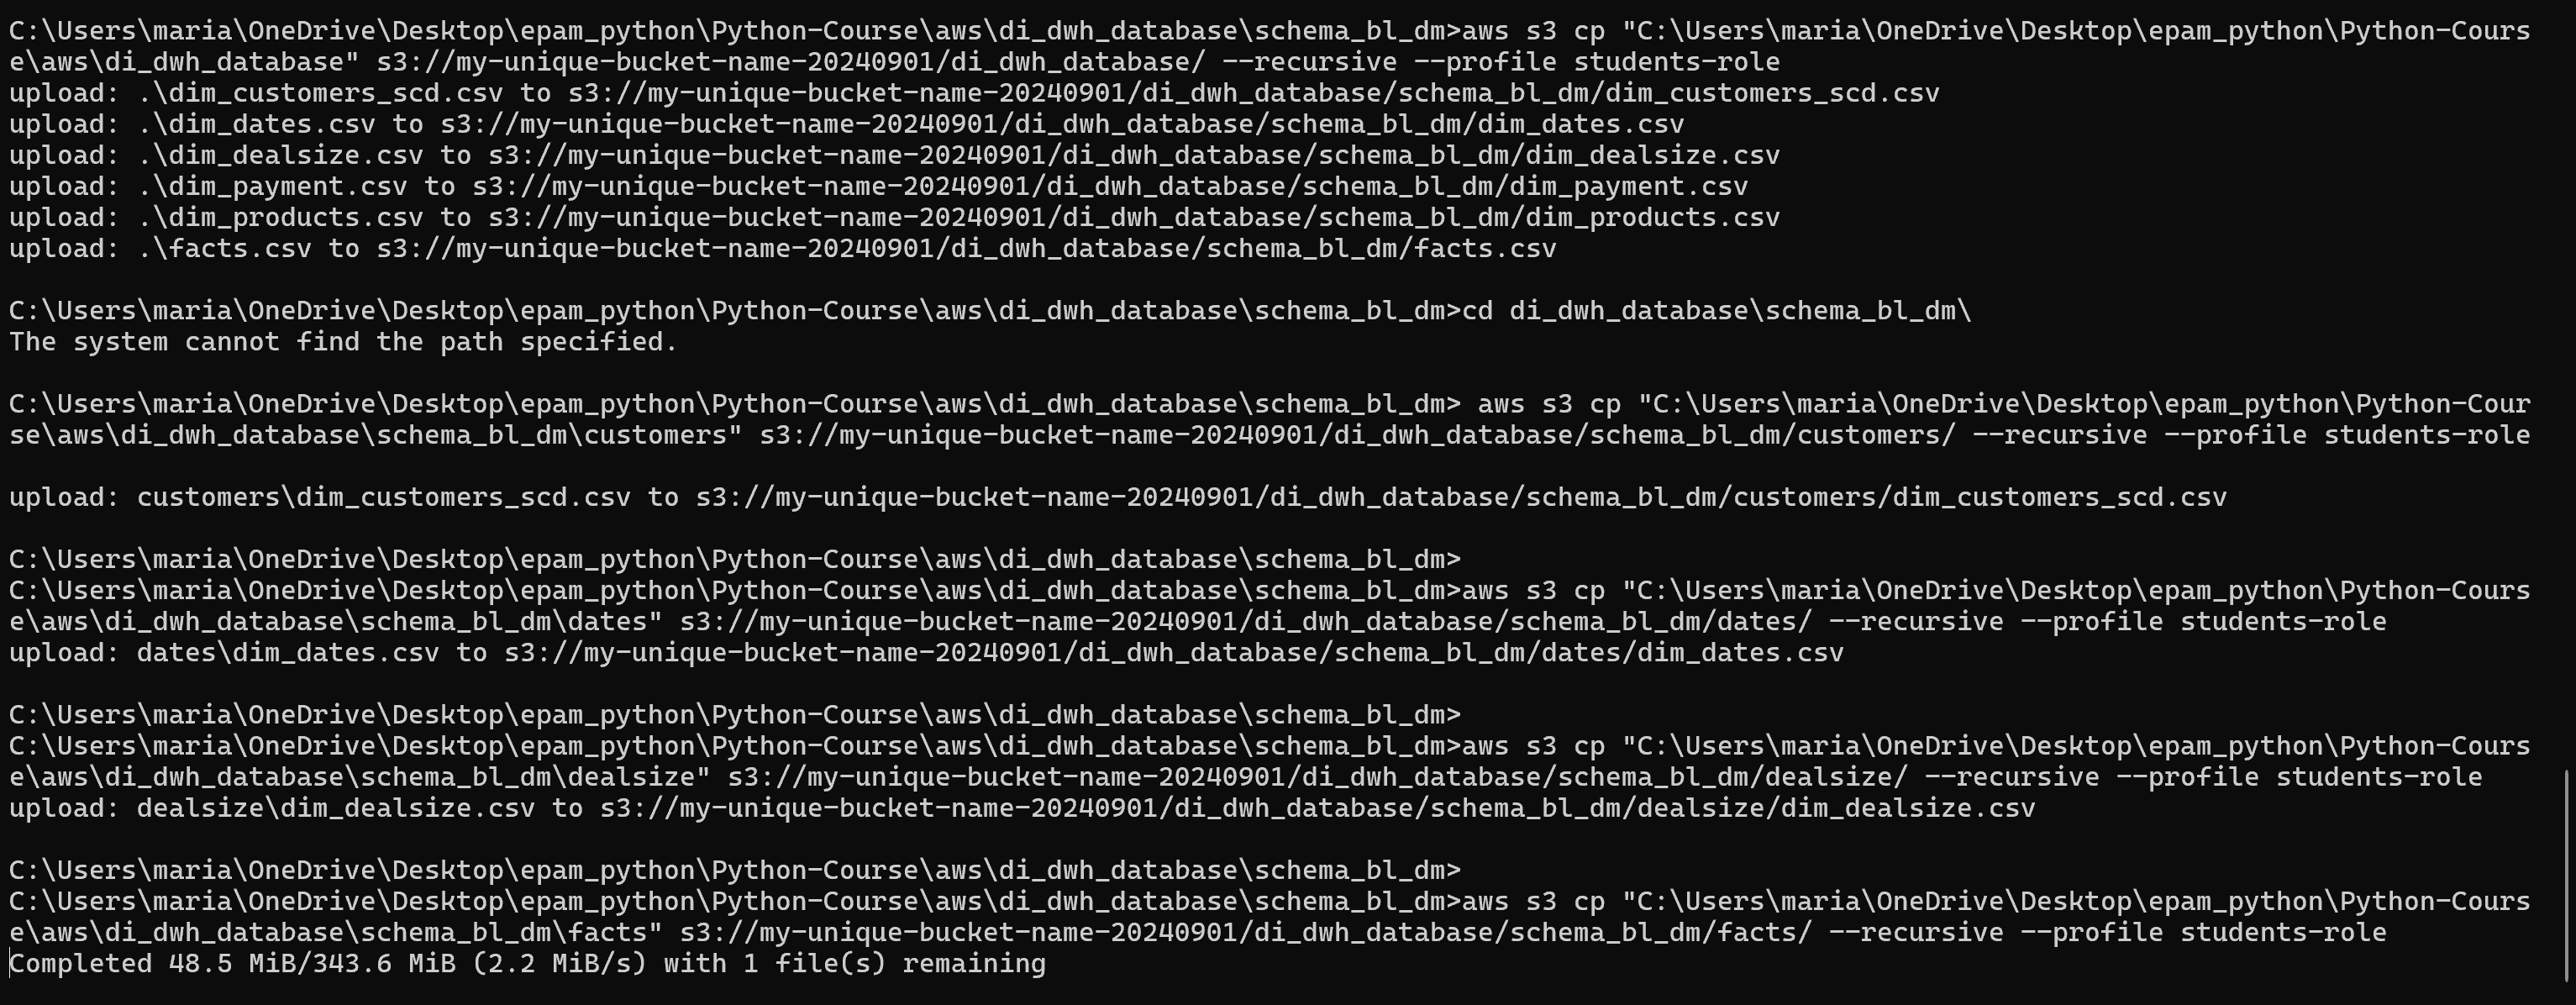 C:\Users\maria\OneDrive\Desktop\epam_python\Python-Course\aws\di_dwh_database\schema_bl_dm>aws s3 cp "C:\Users\maria\OneDrive\Desktop\epam_python\Python-Cours
e\aws\di_dwh_database" s3://my-unique-bucket-name-20240901/di_dwh_database/ --recursive --profile students-role
upload: .\dim_customers_scd.csv to s3://my-unique-bucket-name-20240901/di_dwh_database/schema_bl_dm/dim_customers_scd.csv
upload: .\dim_dates.csv to s3://my-unique-bucket-name-20240901/di_dwh_database/schema_bl_dm/dim_dates.csv
upload: .\dim_dealsize.csv to s3://my-unique-bucket-name-20240901/di_dwh_database/schema_bl_dm/dim_dealsize.csv
upload: .\dim_payment.csv to s3://my-unique-bucket-name-20240901/di_dwh_database/schema_bl_dm/dim_payment.csv
upload: .\dim_products.csv to s3://my-unique-bucket-name-20240901/di_dwh_database/schema_bl_dm/dim_products.csv
upload: .\facts.csv to s3://my-unique-bucket-name-20240901/di_dwh_database/schema_bl_dm/facts.csv
C:\Users\maria\OneDrive\Desktop\epam_python\Python-Course\aws\di_dwh_database\schema_bl_dm>cd di_dwh_database\schema_bl_dm\
The system cannot find the path specified.
C:\Users\maria\OneDrive\Desktop\epam_python\Python-Course\aws\di_dwh_database\schema_bl_dm> aws s3 cp "C:\Users\maria\OneDrive\Desktop\epam_python\Python-Cour
se\aws\di_dwh_database\schema_bl_dm\customers" s3://my-unique-bucket-name-20240901/di_dwh_database/schema_bl_dm/customers/ --recursive --profile students-role
upload: customers\dim_customers_scd.csv to s3://my-unique-bucket-name-20240901/di_dwh_database/schema_bl_dm/customers/dim_customers_scd.csv
C:\Users\maria\OneDrive\Desktop\epam_python\Python-Course\aws\di_dwh_database\schema_bl_dm>
C:\Users\maria\OneDrive\Desktop\epam_python\Python-Course\aws\di_dwh_database\schema_bl_dm>aws s3 cp "C:\Users\maria\OneDrive\Desktop\epam_python\Python-Cours
e\aws\di_dwh_database\schema_bl_dm\dates" s3://my-unique-bucket-name-20240901/di_dwh_database/schema_bl_dm/dates/ --recursive --profile students-role
upload: dates\dim_dates.csv to s3://my-unique-bucket-name-20240901/di_dwh_database/schema_bl_dm/dates/dim_dates.csv
C:\Users\maria\OneDrive\Desktop\epam_python\Python-Course\aws\di_dwh_database\schema_bl_dm>
C:\Users\maria\OneDrive\Desktop\epam_python\Python-Course\aws\di_dwh_database\schema_bl_dm>aws s3 cp "C:\Users\maria\OneDrive\Desktop\epam_python\Python-Cours
e\aws\di_dwh_database\schema_bl_dm\dealsize" s3://my-unique-bucket-name-20240901/di_dwh_database/schema_bl_dm/dealsize/ --recursive --profile students-role
upload: dealsize\dim_dealsize.csv to s3://my-unique-bucket-name-20240901/di_dwh_database/schema_bl_dm/dealsize/dim_dealsize.csv
C:\Users\maria\OneDrive\Desktop\epam_python\Python-Course\aws\di_dwh_database\schema_bl_dm>
C:\Users\maria\OneDrive\Desktop\epam_python\Python-Course\aws\di_dwh_database\schema_bl_dm>aws s3 cp "C:\Users\maria\OneDrive\Desktop\epam_python\Python-Cours
e\aws\di_dwh_database\schema_bl_dm\facts" s3://my-unique-bucket-name-20240901/di_dwh_database/schema_bl_dm/facts/ --recursive --profile students-role
Completed 48.5 MiB/343.6 MiB (2.2 MiB/s) with 1 file(s) remaining